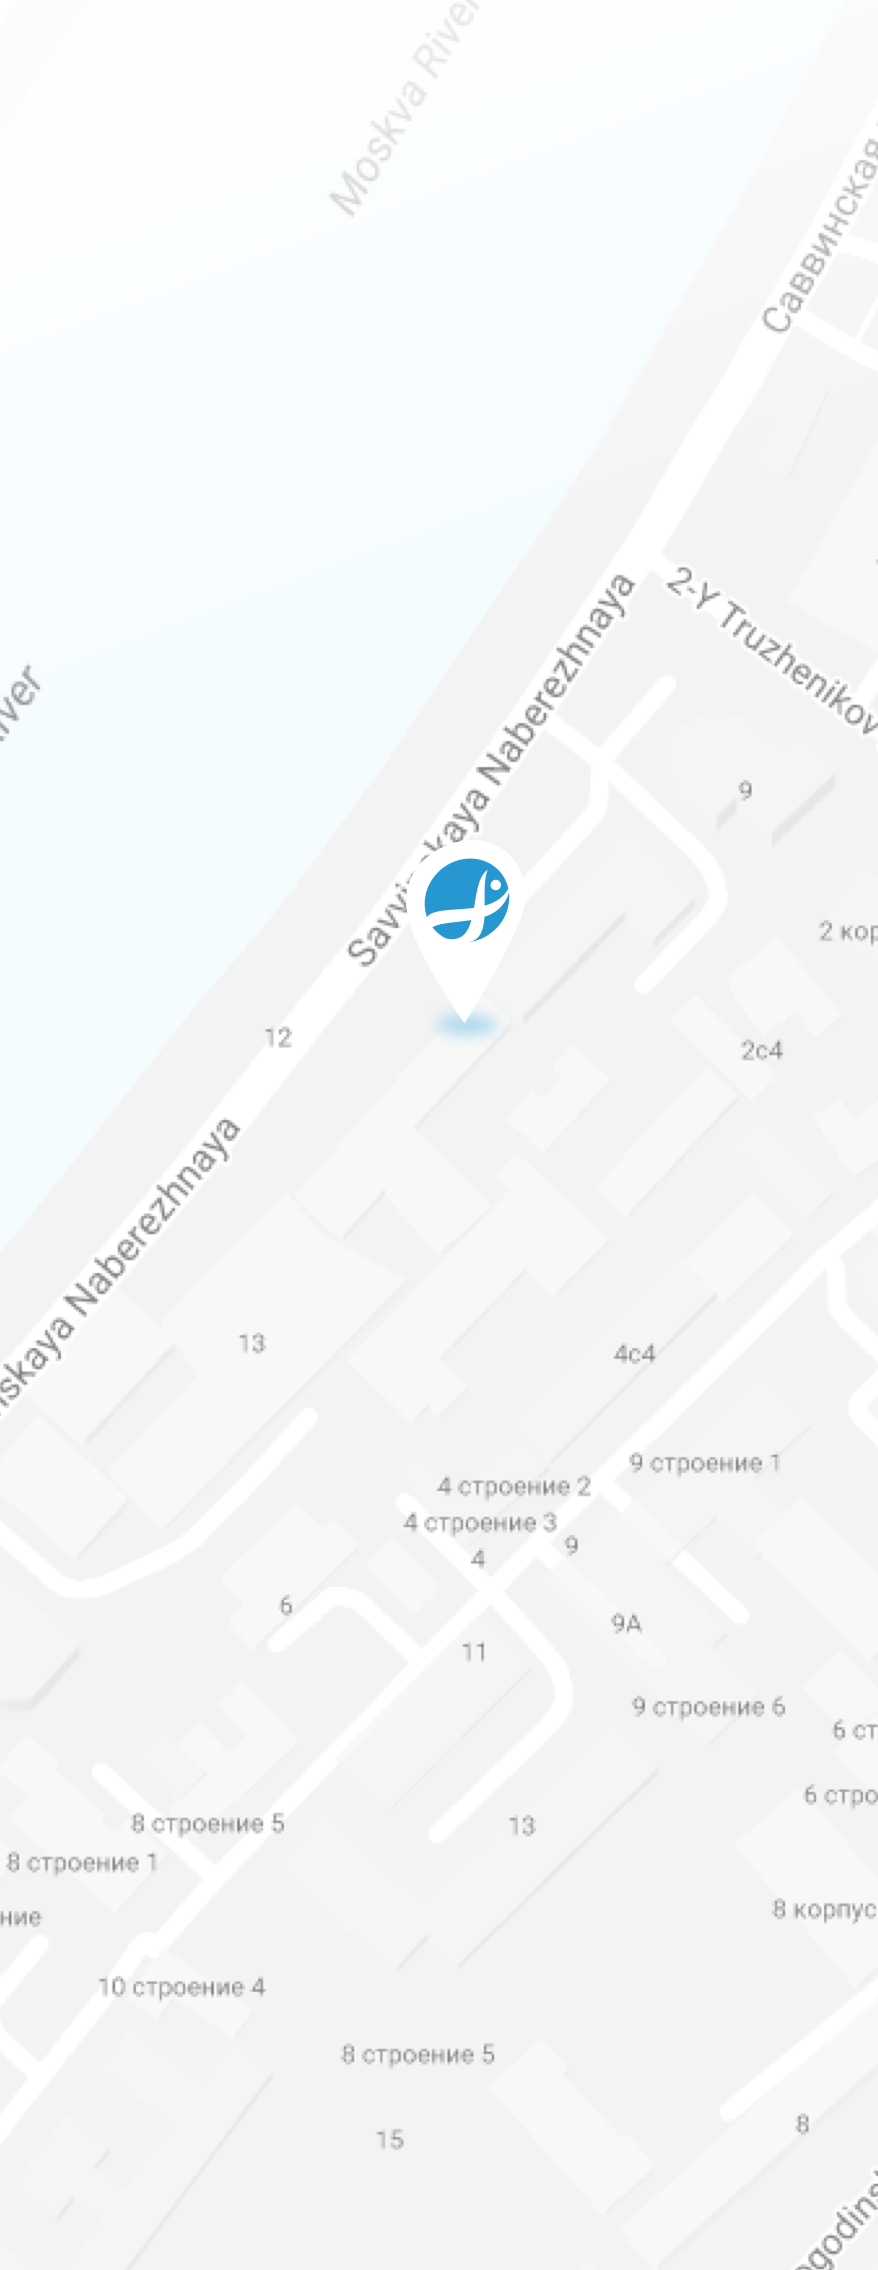 Moskva River
Саввинская
2-Y Truzhenikov
Savvinskaya Naberezhnaya
9
2 кор
12
2с4
nskaya Naberezhnaya
13
4с4
9 строение 1
4 строение 2
4 строение 3
9
4
6
9А
11
9 строение 6
6 ст
6 стро
8 строение 5
13
8 строение 1
8 корпус
ние
10 строение 4
8 строение 5
8
15